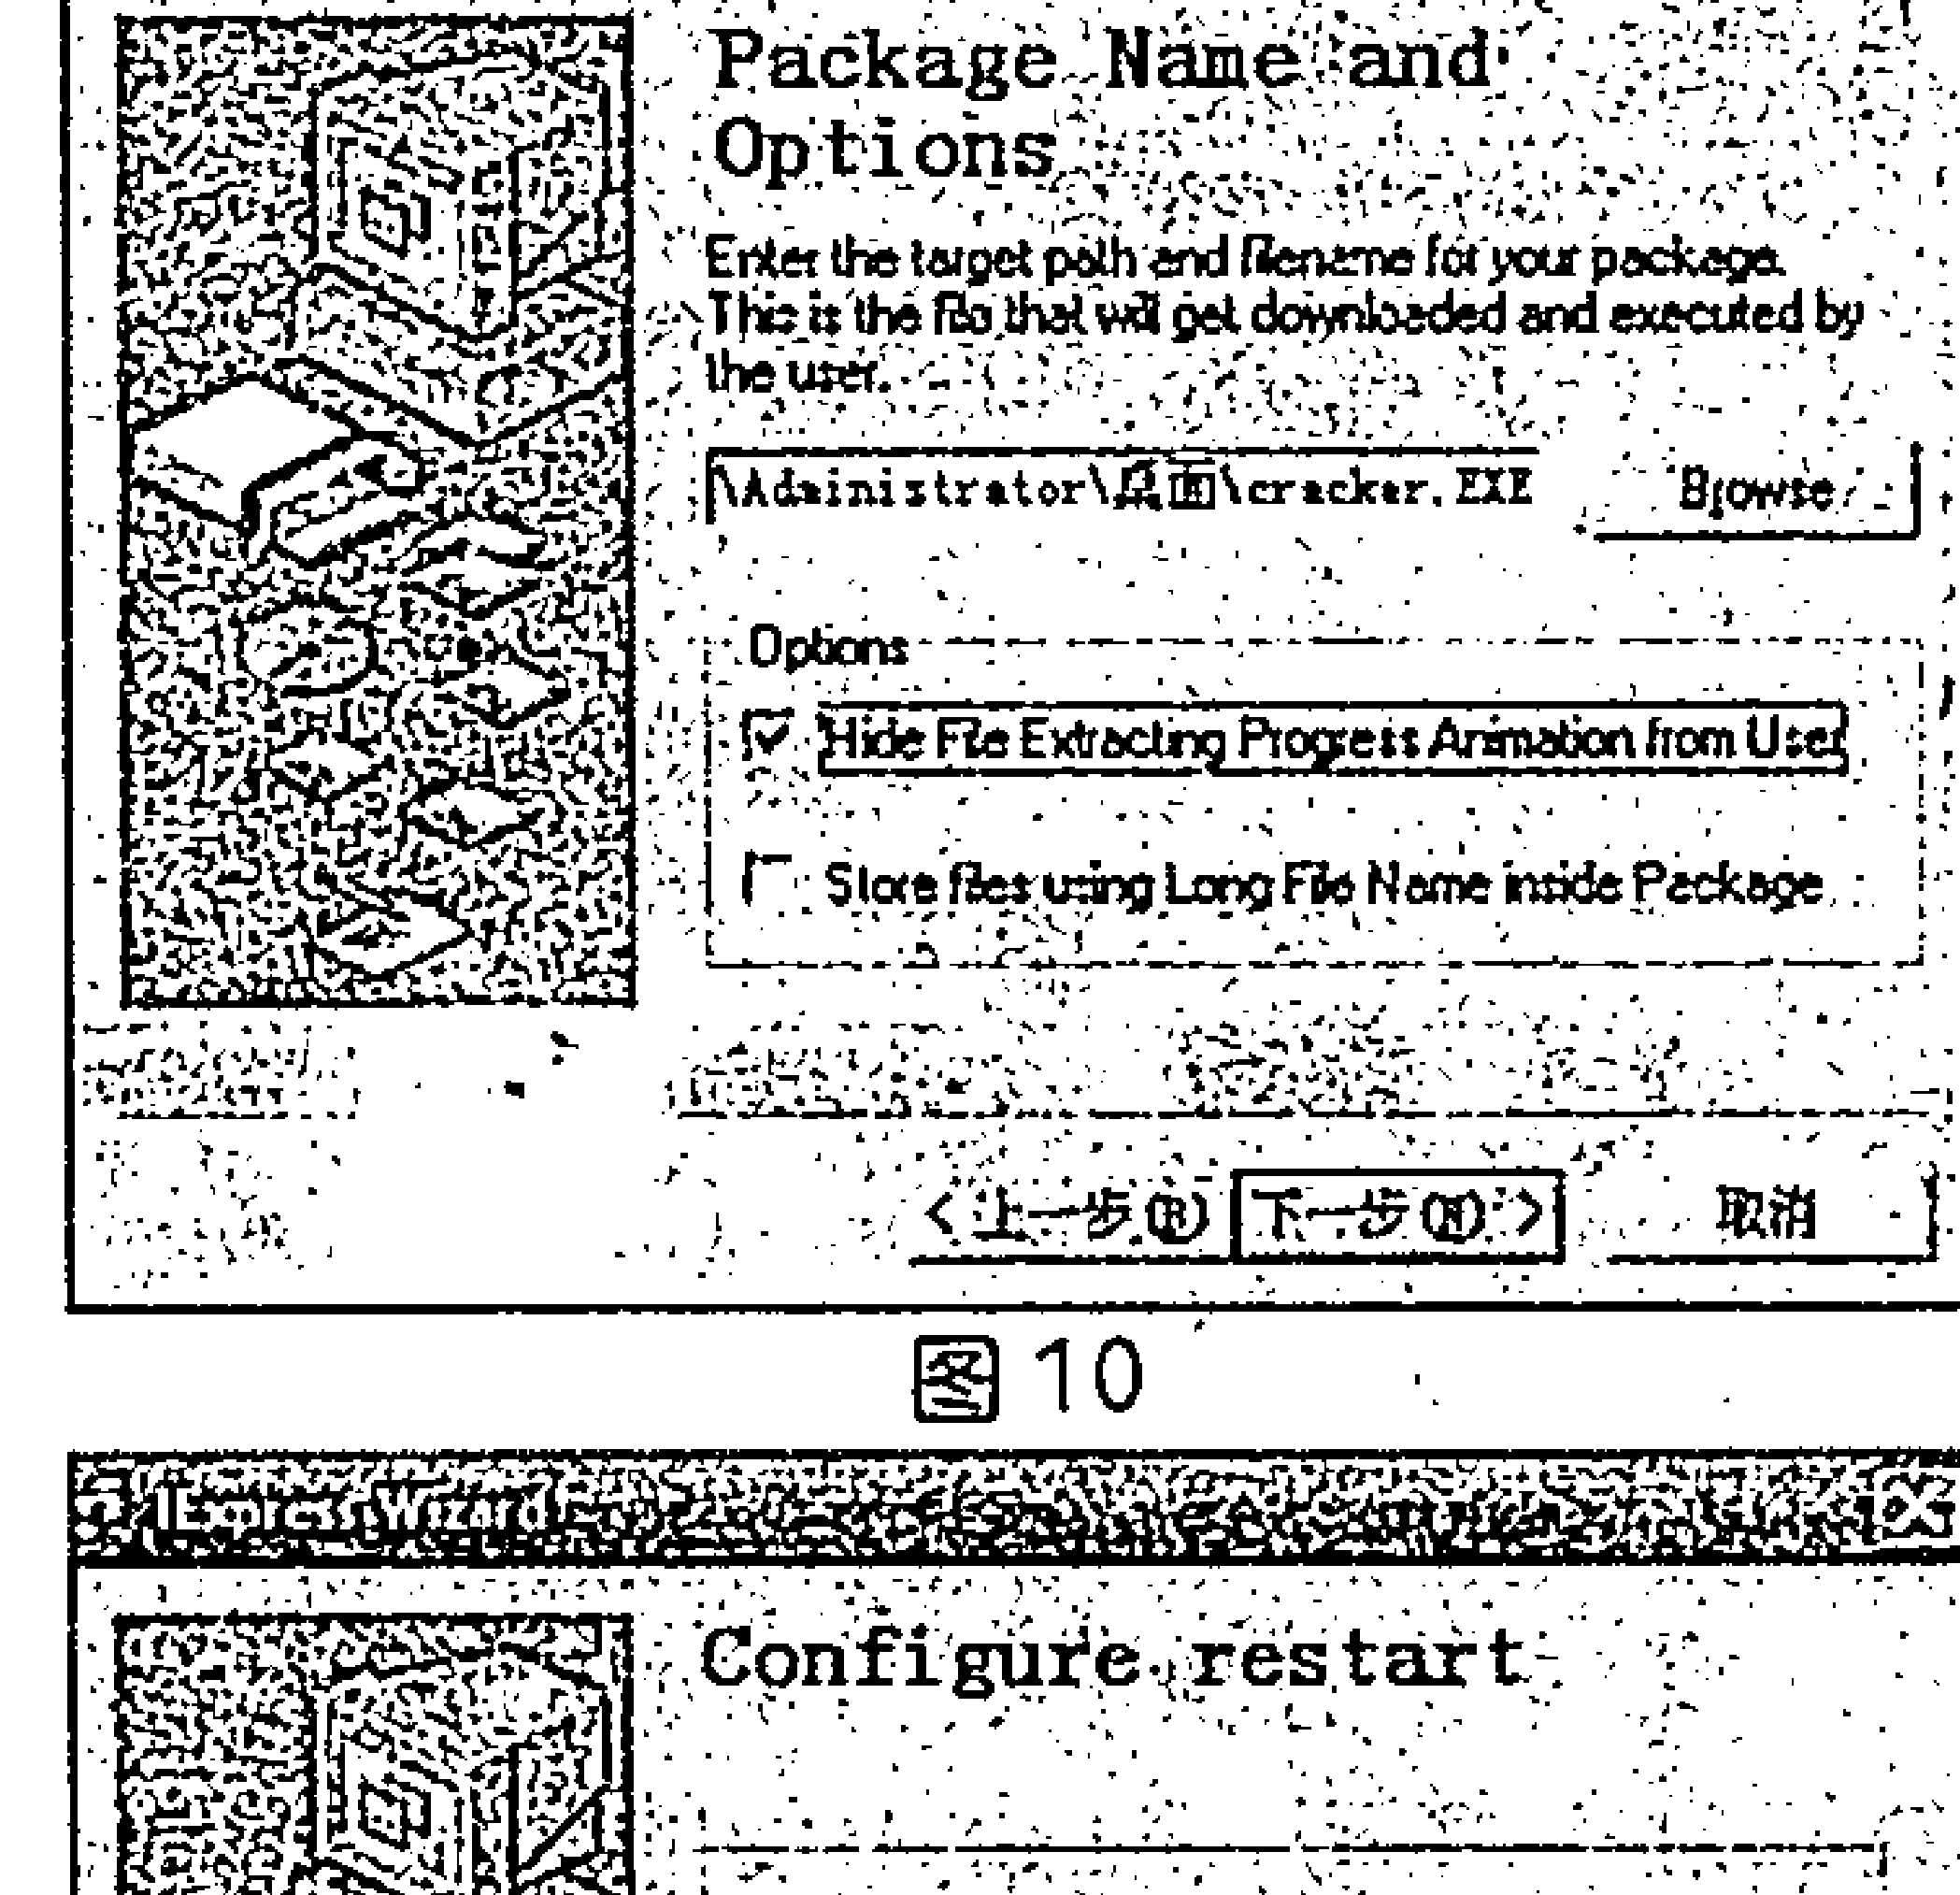 Package Name and
Options
Enter the target path and filename for your package.
This is the file that will get downloaded and executed by
the user.
\Administrator\桌面\cracker.EXE
Browse
Options
Hide File Extracting Progress Animation from User
Store files using Long File Name inside Package
< 上一步(B)
下一步(N) >
取消
图 10
IExpress Wizard
Configure restart